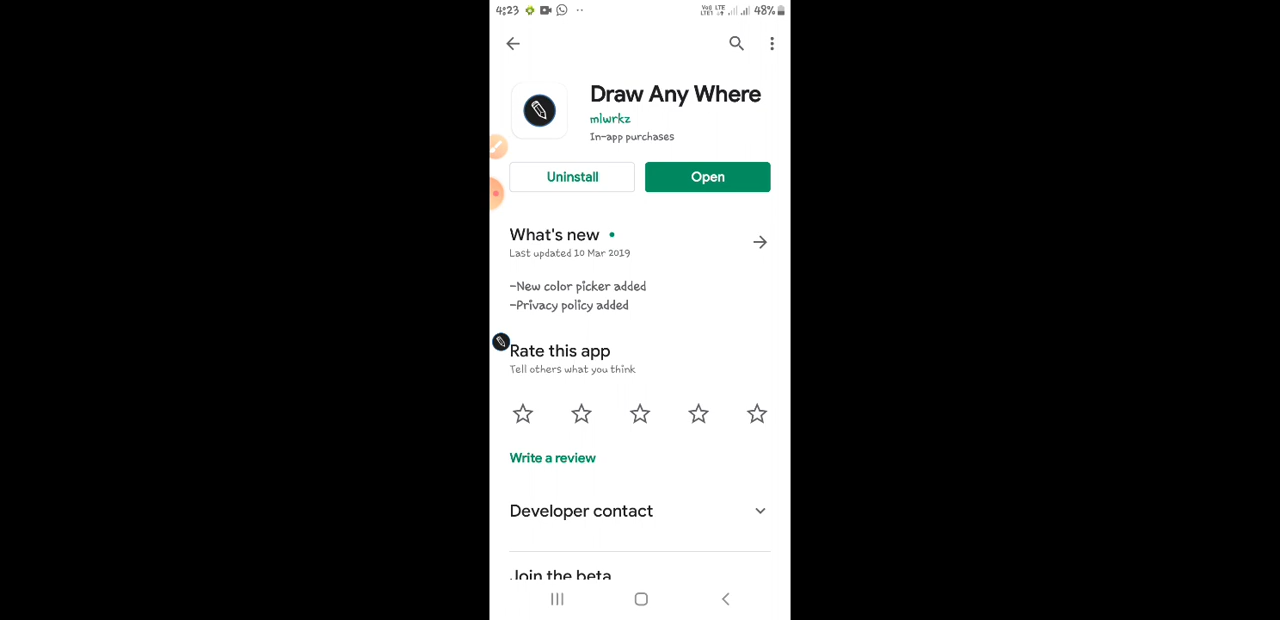 4:23 48%
Draw Any Where
mlwrkz
In-app purchases
Uninstall Open
What's new
Last updated 10 Mar 2019
-New color picker added
-Privacy policy added
Rate this app
Tell others what you think
Write a review
Developer contact
Join the beta